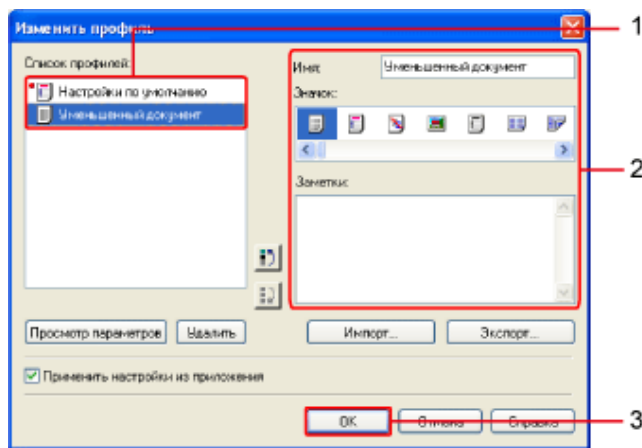 Изменить профиль
1
Список профилей:
Настройки по умолчанию
Уменьшенный документ
Имя:
Уменьшенный документ
Значок:
2
Заметки:
Просмотр параметров
Удалить
Импорт...
Экспорт...
Применить настройки из приложения
OK
Отмена
Справка
3